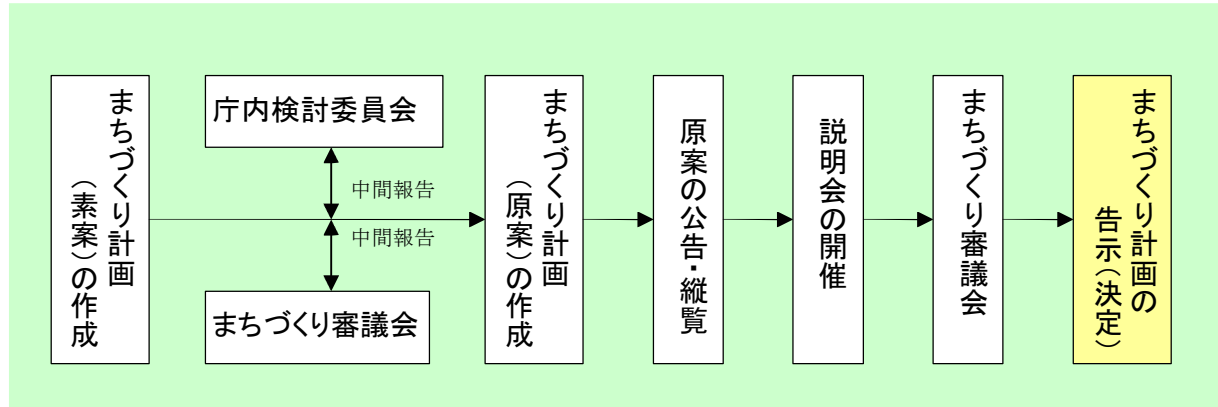 まちづくり計画
（素案）の作成
庁内検討委員会
中間報告
中間報告
まちづくり審議会
まちづくり計画
（原案）の作成
原案の公告・縦覧
説明会の開催
まちづくり審議会
まちづくり計画の
告示（決定）